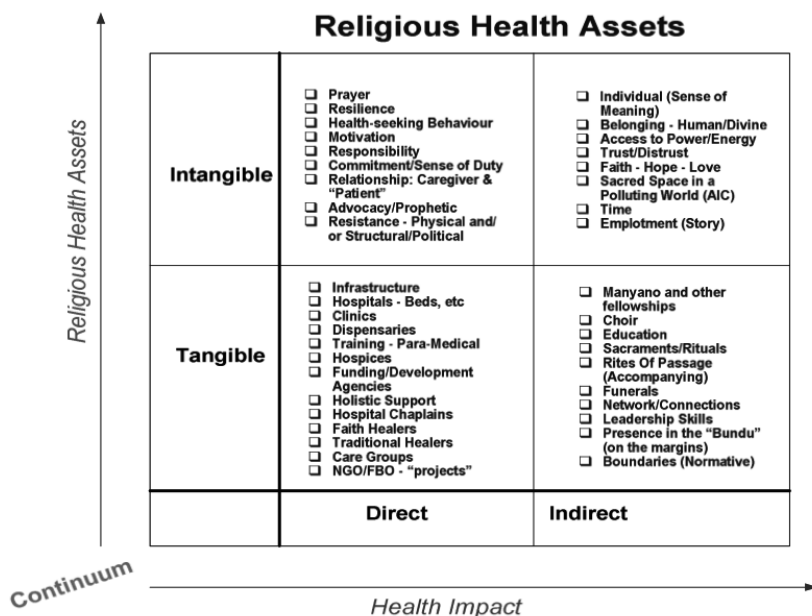 Religious Health Assets
Religious Health Assets
Intangible
❑ Prayer
❑ Resilience
❑ Health-seeking Behaviour
❑ Motivation
❑ Responsibility
❑ Commitment/Sense of Duty
❑ Relationship: Caregiver &
“Patient”
❑ Advocacy/Prophetic
❑ Resistance - Physical and/
or Structural/Political
❑ Individual (Sense of
Meaning)
❑ Belonging - Human/Divine
❑ Access to Power/Energy
❑ Trust/Distrust
❑ Faith - Hope - Love
❑ Sacred Space in a
Polluting World (AIC)
❑ Time
❑ Emplotment (Story)
Tangible
❑ Infrastructure
❑ Hospitals - Beds, etc
❑ Clinics
❑ Dispensaries
❑ Training - Para-Medical
❑ Hospices
❑ Funding/Development
Agencies
❑ Holistic Support
❑ Hospital Chaplains
❑ Faith Healers
❑ Traditional Healers
❑ Care Groups
❑ NGO/FBO - “projects”
❑ Manyano and other
fellowships
❑ Choir
❑ Education
❑ Sacraments/Rituals
❑ Rites Of Passage
(Accompanying)
❑ Funerals
❑ Network/Connections
❑ Leadership Skills
❑ Presence in the “Bundu”
(on the margins)
❑ Boundaries (Normative)
Direct
Indirect
Continuum
Health Impact